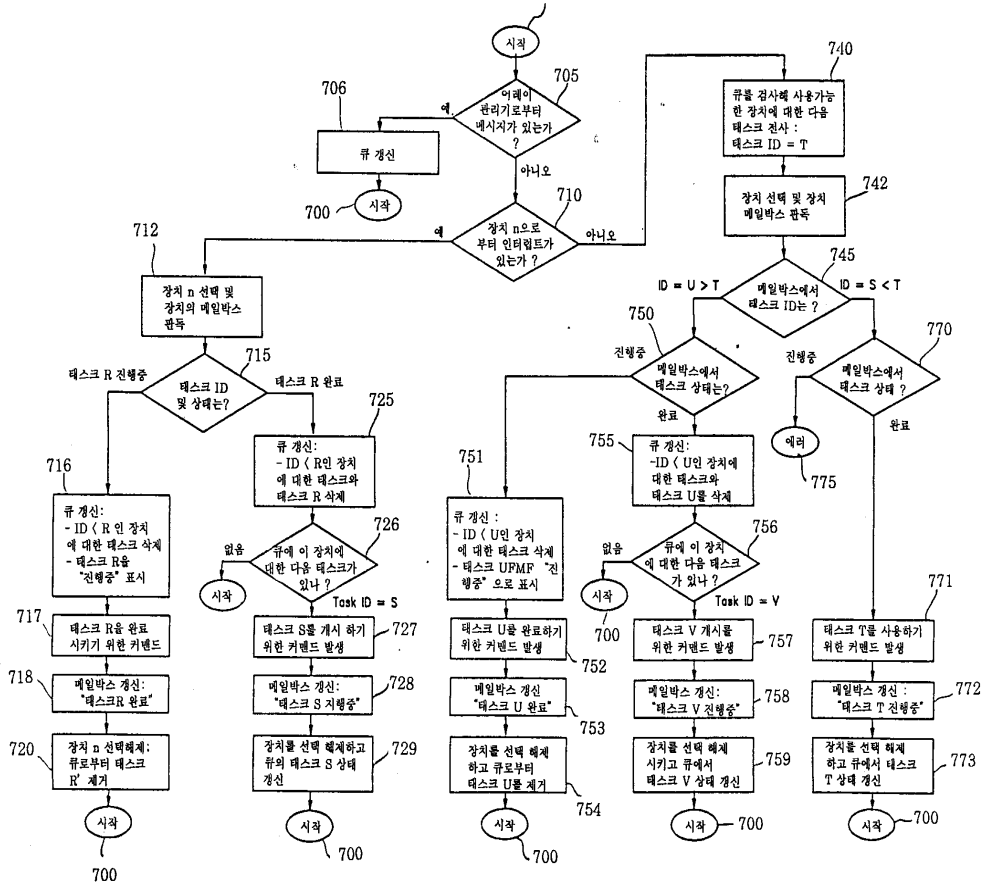 시작
705
어레이
관리기로부터
메시지가 있는가
?
예
706
큐 갱신
700
시작
아니오
710
장치 n으로
부터 인터럽트가
있는가 ?
예
아니오
740
큐를 검사해 사용가능
한 장치에 대한 다음
태스크 전사 :
태스크 ID = T
742
장치 선택 및 장치
메일박스 판독
745
메일박스에서
태스크 ID는 ?
ID = U > T
ID = S < T
712
장치 n 선택 및
장치의 메일박스
판독
715
태스크 ID
및 상태는?
태스크 R 진행중
태스크 R 완료
716
큐 갱신:
- ID < R 인 장치
에 대한 태스크 삭제
- 태스크 R을
"진행중" 표시
717
태스크 R을 완료
시키기 위한 커맨드
718
메일박스 갱신:
"태스크R 완료"
720
장치 n 선택해제;
큐로부터 태스크
R' 제거
시작
700
725
큐 갱신:
- ID < R인 장치
에 대한 태스크와
태스크 R 삭제
726
큐에 이 장치에
대한 다음 태스크가
있나 ?
없음
시작
Task ID = S
727
태스크 S를 개시 하기
위한 커맨드 발생
728
메일박스 갱신:
"태스크 S 지행중"
729
장치를 선택 해제하고
큐의 태스크 S 상태
갱신
시작
700
750
메일박스에서
태스크 상태는?
진행중
완료
751
큐 갱신 :
- ID < U인 장치
에 대한 태스크 삭제
- 태스크 UFMF "진
행중" 으로 표시
752
태스크 U를 완료하기
위한 커맨드 발생
753
메일박스 갱신
"태스크 U 완료"
754
장치를 선택 해제
하고 큐로부터
태스크 U를 제거
시작
700
755
큐 갱신:
-ID < U인 장치에
대한 태스크와
태스크 U를 삭제
756
큐에 이 장치
에 대한 다음 태스크
가 있나 ?
없음
시작
700
Task ID = V
757
태스크 V 개시를
위한 커맨드 발생
758
메일박스 갱신:
"태스크 V 진행중"
759
장치를 선택 해제
시키고 큐에서
태스크 V 상태 갱신
시작
700
770
메일박스에서
태스크 상태 ?
진행중
완료
에러
775
771
태스크 T를 사용하기
위한 커맨드 발생
772
메일박스 갱신 :
"태스크 T 진행중"
773
장치를 선택 해제
하고 큐에서 태스크
T 상태 갱신
시작
700